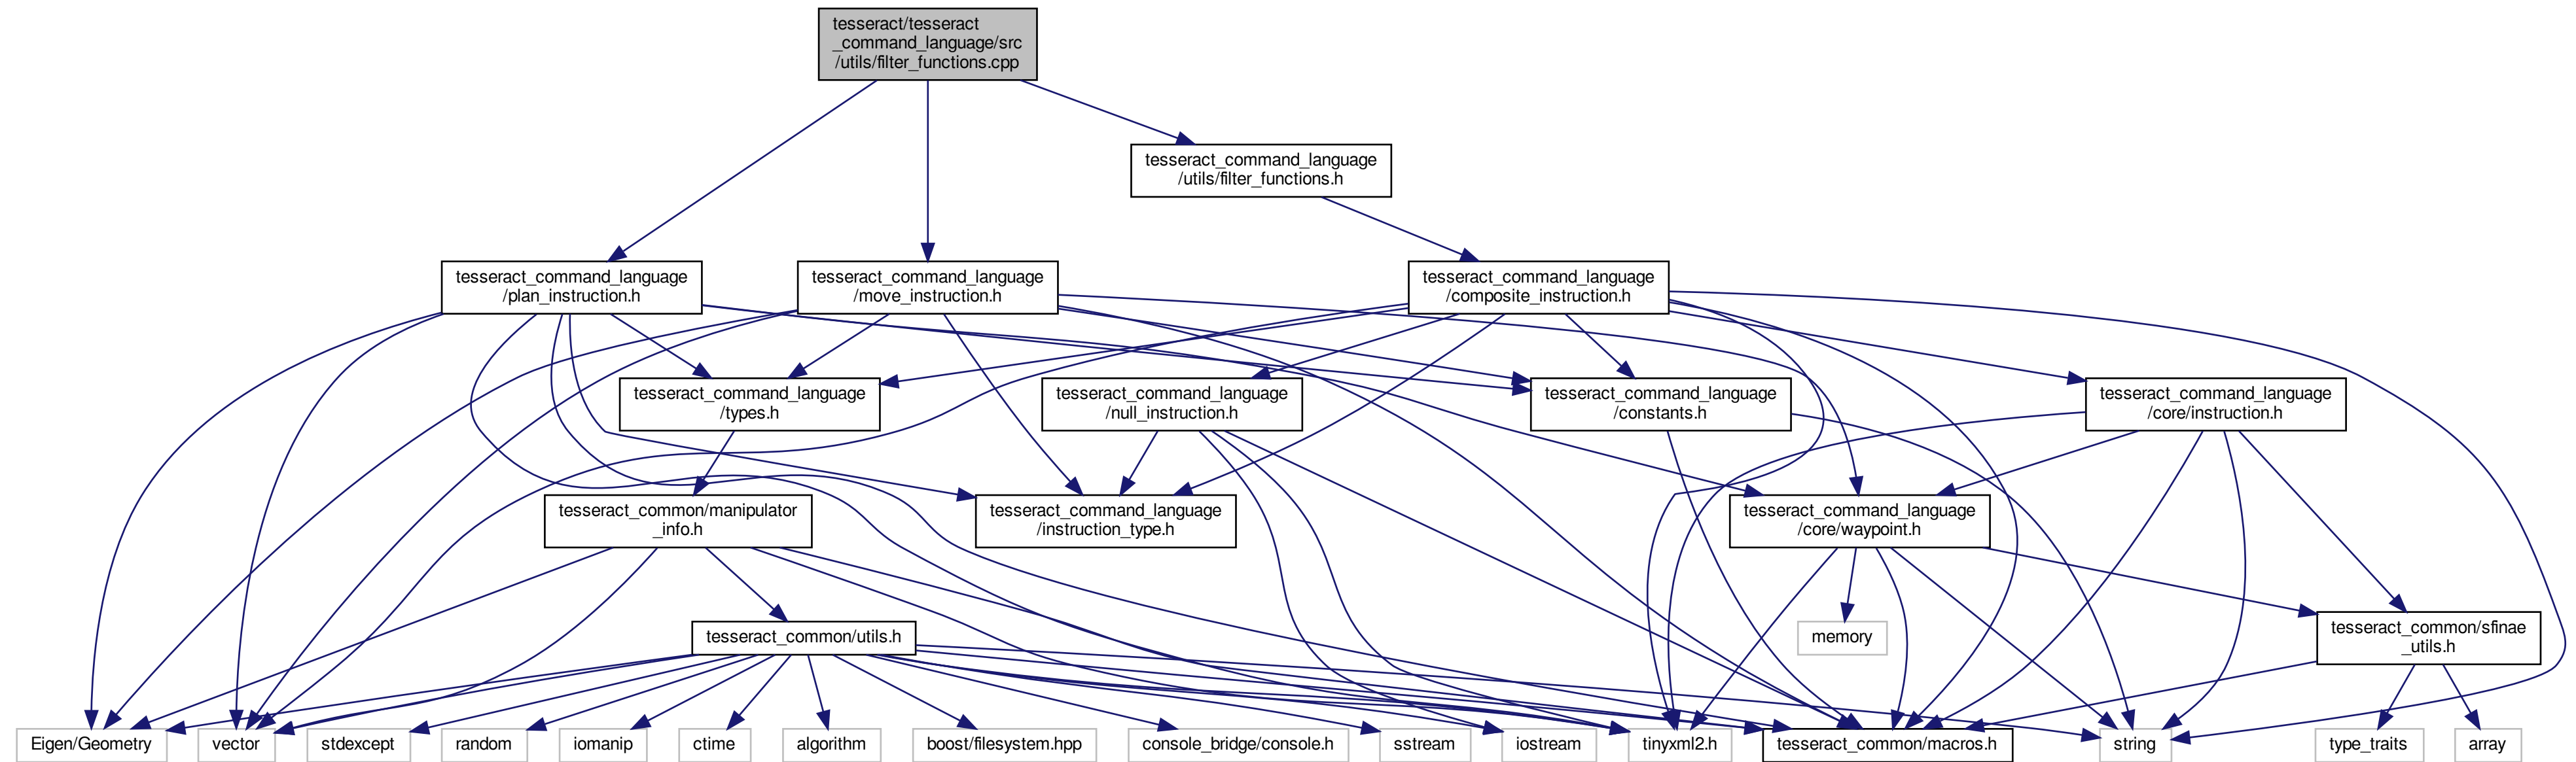 tesseract/tesseract
_command_language/src
/utils/filter_functions.cpp
tesseract_command_language
/utils/filter_functions.h
tesseract_command_language
/plan_instruction.h
tesseract_command_language
/move_instruction.h
tesseract_command_language
/composite_instruction.h
tesseract_command_language
/types.h
tesseract_command_language
/null_instruction.h
tesseract_command_language
/constants.h
tesseract_command_language
/core/instruction.h
tesseract_common/manipulator
_info.h
tesseract_command_language
/instruction_type.h
tesseract_command_language
/core/waypoint.h
tesseract_common/utils.h
memory
tesseract_common/sfinae
_utils.h
Eigen/Geometry
vector
stdexcept
random
iomanip
ctime
algorithm
boost/filesystem.hpp
console_bridge/console.h
sstream
iostream
tinyxml2.h
tesseract_common/macros.h
string
type_traits
array